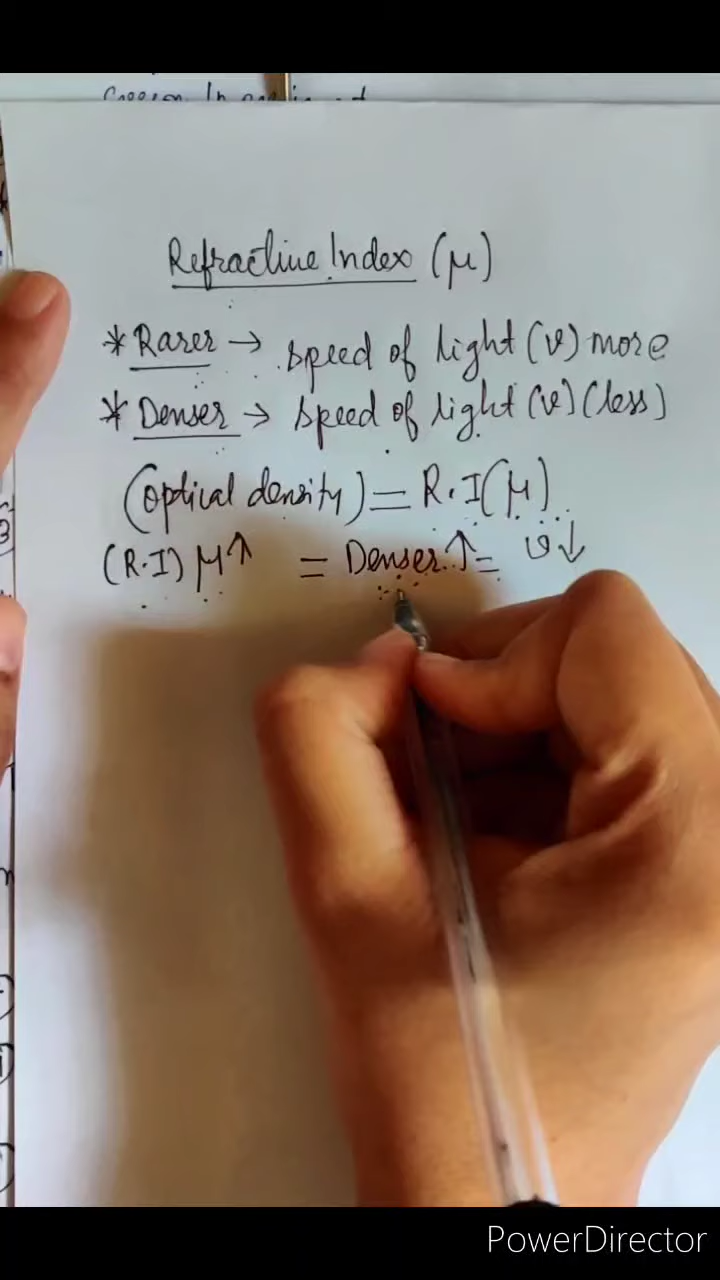 Refractive Index (μ)
* Rarer → speed of light (v) more
* Denser → speed of light (v) (less)
(optical density) = R.I (μ)
(R.I) μ↑ = Denser↑ = v↓
PowerDirector